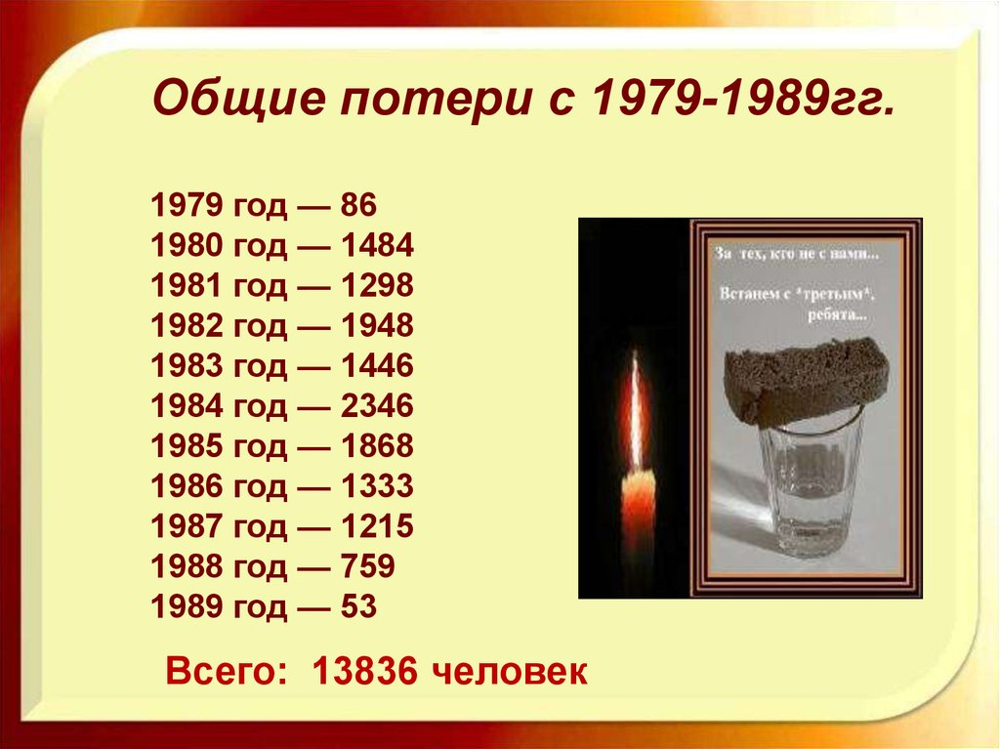 Общие потери с 1979-1989гг.
1979 год — 86
1980 год — 1484
1981 год — 1298
1982 год — 1948
1983 год — 1446
1984 год — 2346
1985 год — 1868
1986 год — 1333
1987 год — 1215
1988 год — 759
1989 год — 53
Всего: 13836 человек
За тех, кто не с нами...
Встанем с *третьим*,
ребята...